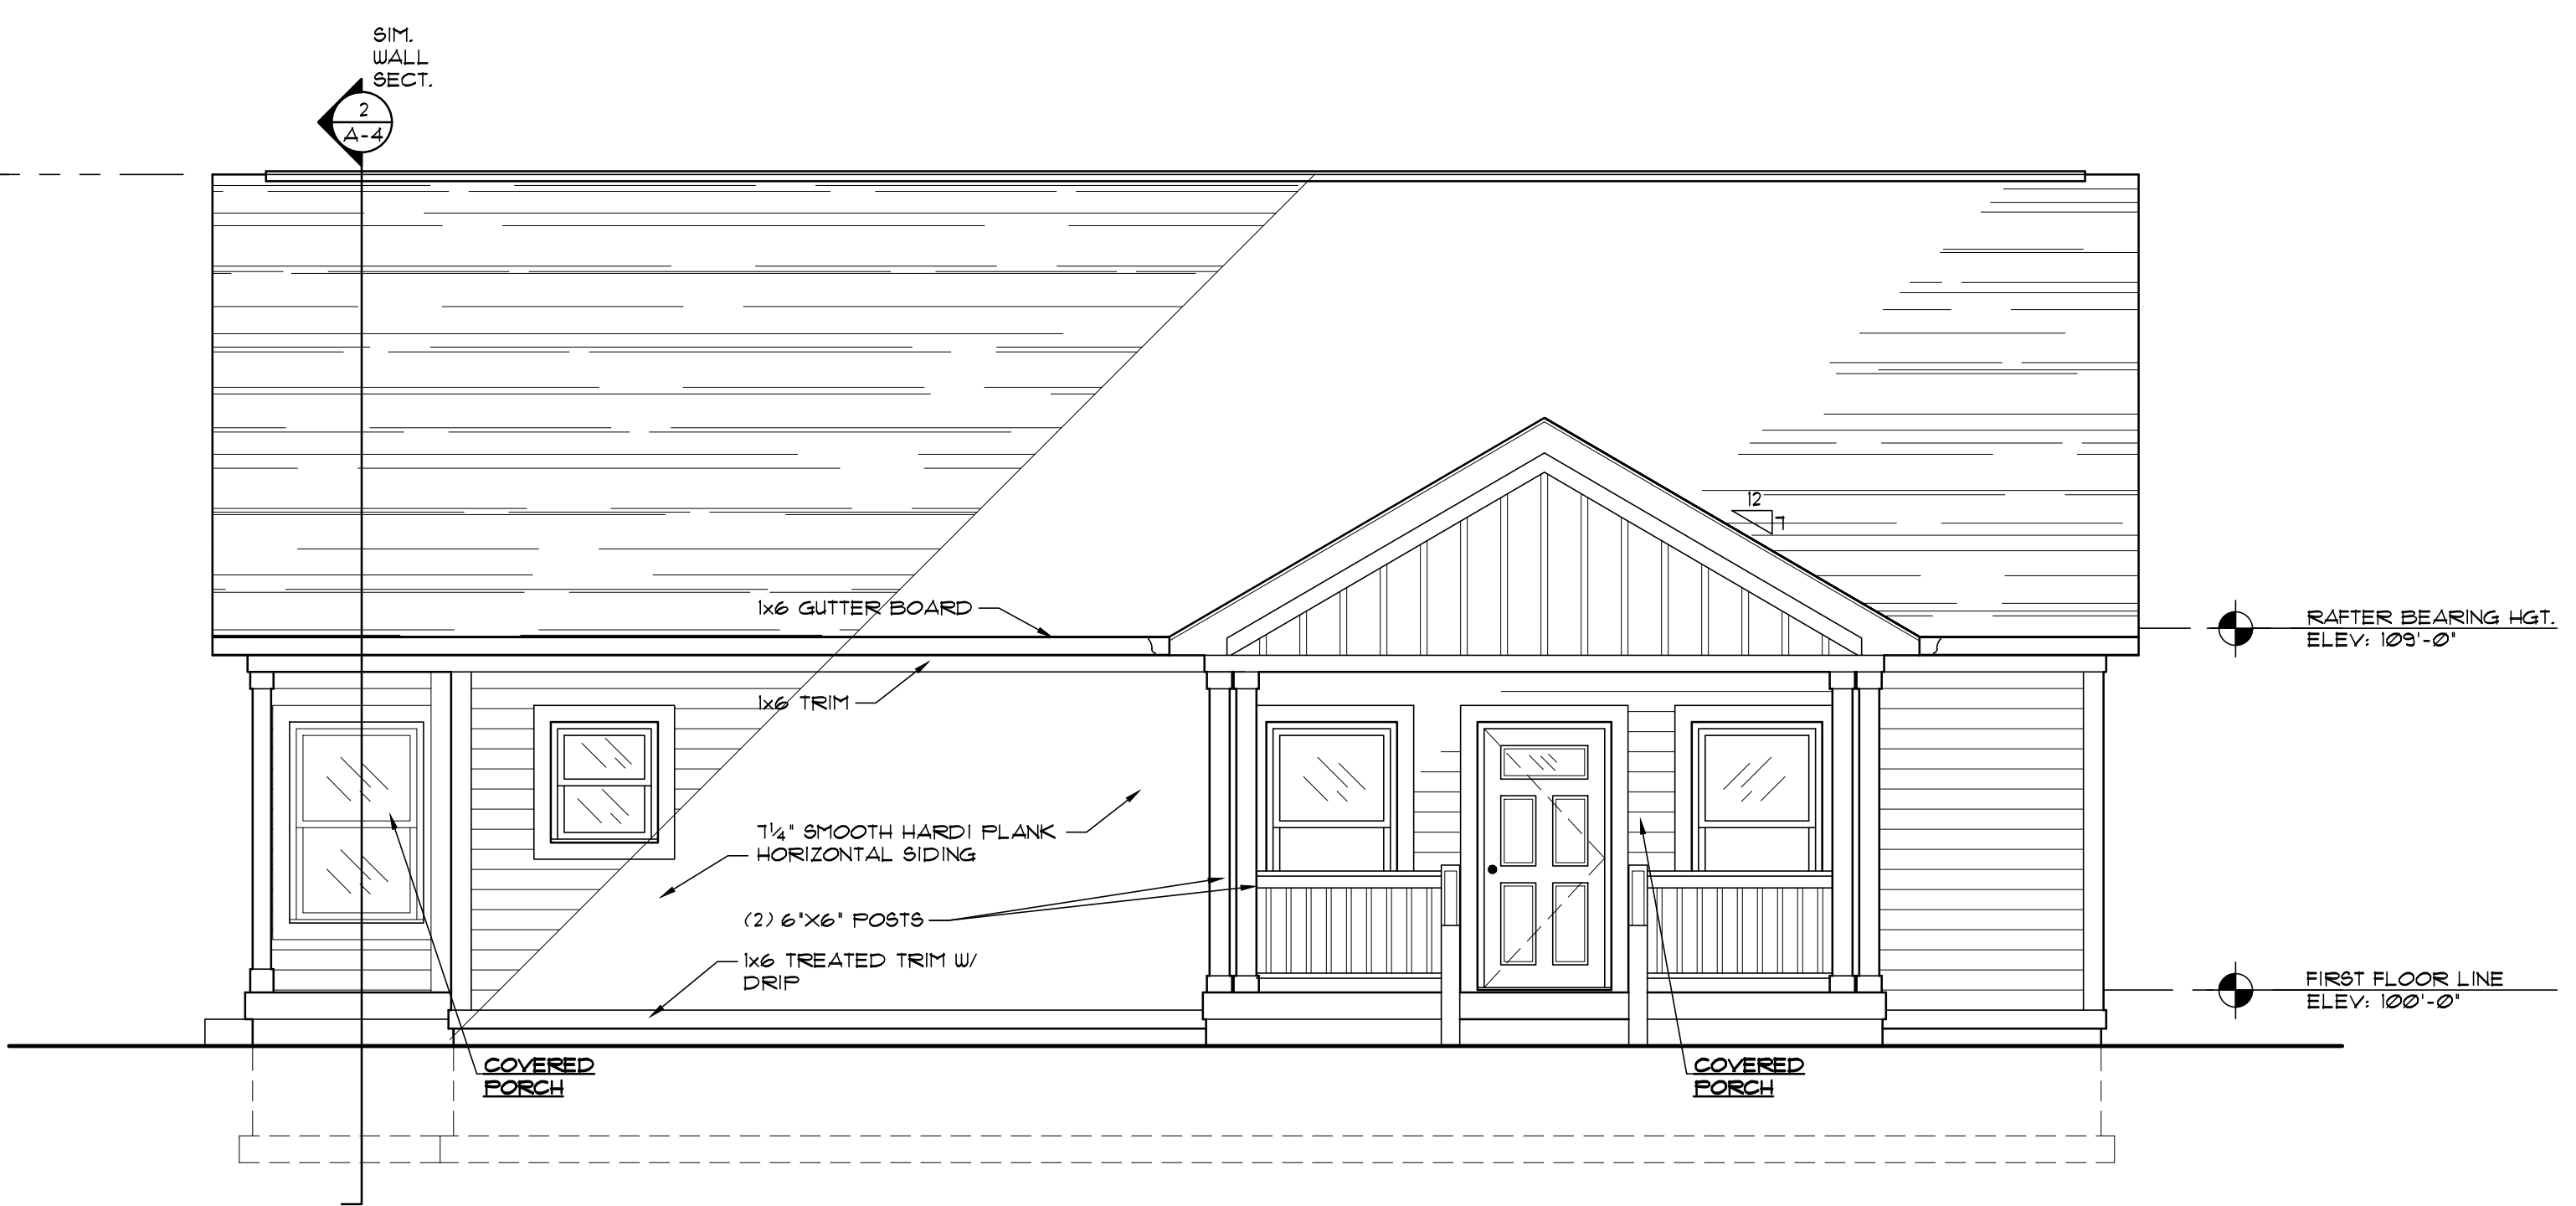 SIM.
WALL
SECT.
2
A-4
12
7
1x6 GUTTER BOARD
RAFTER BEARING HGT.
ELEV: 109'-0"
1x6 TRIM
7¼" SMOOTH HARDI PLANK
HORIZONTAL SIDING
(2) 6"X6" POSTS
1x6 TREATED TRIM W/
DRIP
FIRST FLOOR LINE
ELEV: 100'-0"
COVERED
PORCH
COVERED
PORCH